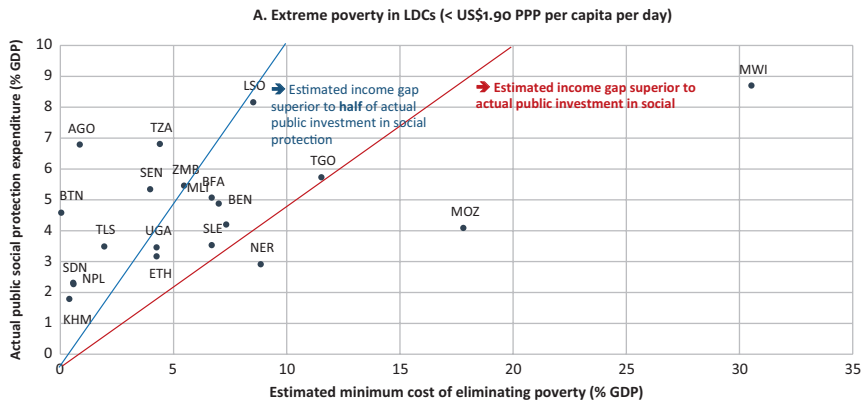 A. Extreme poverty in LDCs (< US$1.90 PPP per capita per day)
Actual public social protection expenditure (% GDP)
10
9
8
7
6
5
4
3
2
1
0
MWI
LSO
➔ Estimated income gap
superior to half of actual
public investment in social
protection
➔ Estimated income gap superior to
actual public investment in social
AGO
TZA
SEN
ZMB
MLI
BFA
BEN
TGO
BTN
TLS
UGA
SLE
MOZ
SDN
NPL
ETH
NER
KHM
0
5
10
15
20
25
30
35
Estimated minimum cost of eliminating poverty (% GDP)